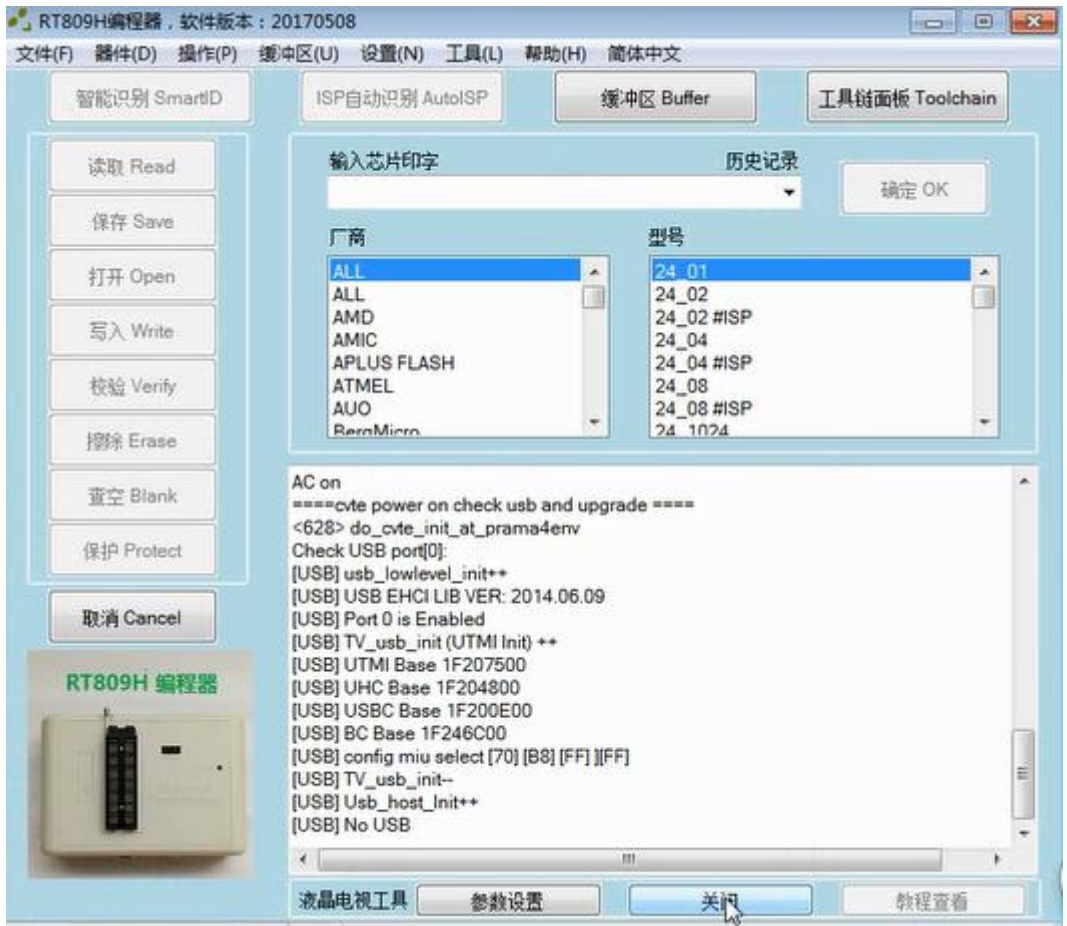 RT809H编程器，软件版本：20170508
文件(F) 器件(D) 操作(P) 缓冲区(U) 设置(N) 工具(L) 帮助(H) 简体中文
智能识别 SmartID
ISP自动识别 AutoISP
缓冲区 Buffer
工具链面板 Toolchain
读取 Read
保存 Save
打开 Open
写入 Write
校验 Verify
擦除 Erase
查空 Blank
保护 Protect
取消 Cancel
RT809H 编程器
输入芯片印字
历史记录
确定 OK
厂商
ALL
ALL
AMD
AMIC
APLUS FLASH
ATMEL
AUO
BergMicro
型号
24_01
24_02
24_02 #ISP
24_04
24_04 #ISP
24_08
24_08 #ISP
24_1024
AC on
====cvte power on check usb and upgrade ====
<628> do_cvte_init_at_prama4env
Check USB port[0]:
[USB] usb_lowlevel_init++
[USB] USB EHCI LIB VER: 2014.06.09
[USB] Port 0 is Enabled
[USB] TV_usb_init (UTMI Init) ++
[USB] UTMI Base 1F207500
[USB] UHC Base 1F204800
[USB] USBC Base 1F200E00
[USB] BC Base 1F246C00
[USB] config miu select [70] [B8] [FF] ][FF]
[USB] TV_usb_init--
[USB] Usb_host_Init++
[USB] No USB
液晶电视工具
参数设置
关闭
教程查看